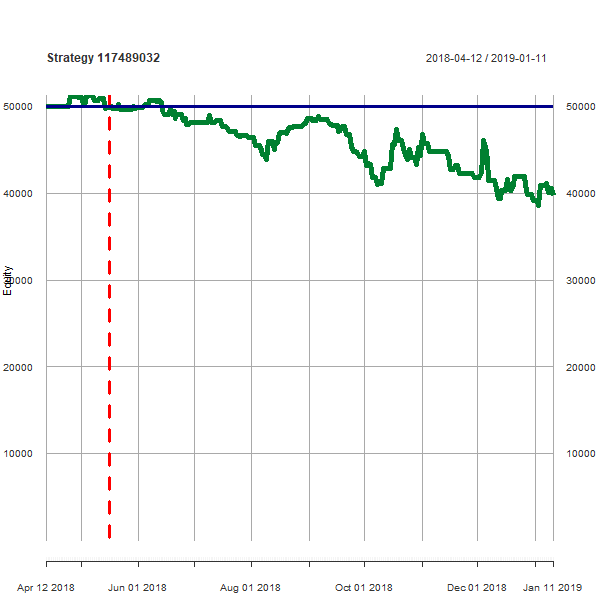 Strategy 117489032 2018-04-12 / 2019-01-11
50000 50000
40000 40000
Equity
30000 30000
20000 20000
10000 10000
Apr 12 2018 Jun 01 2018 Aug 01 2018 Oct 01 2018 Dec 01 2018 Jan 11 2019